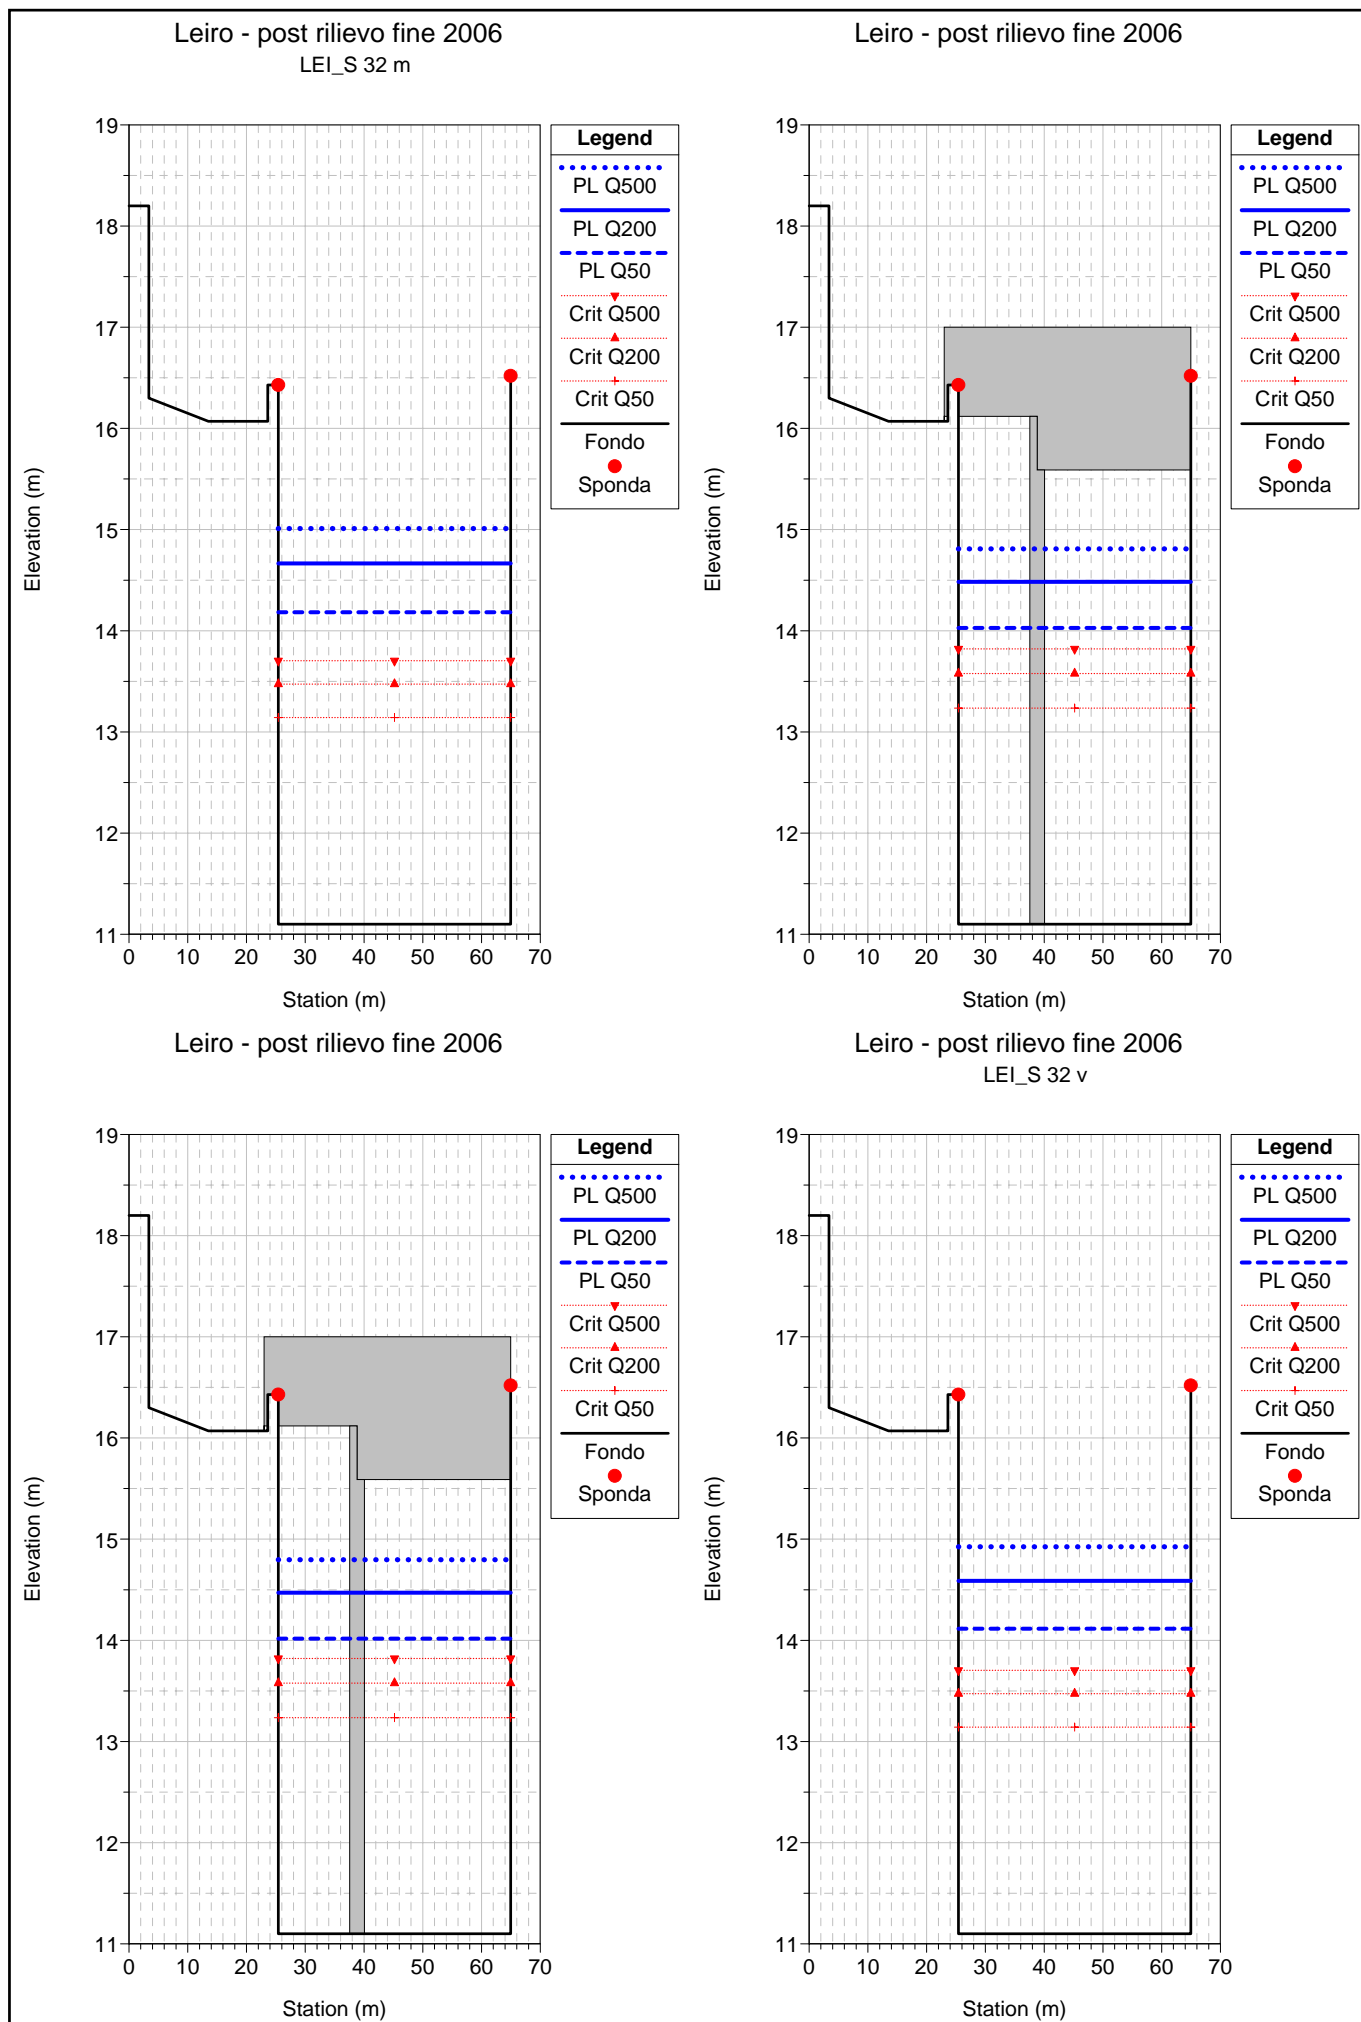 Leiro - post rilievo fine 2006
LEI_S 32 m
19
18
17
16
15
14
13
12
11
0 10 20 30 40 50 60 70
Elevation (m)
Station (m)
Legend
PL Q500
PL Q200
PL Q50
Crit Q500
Crit Q200
Crit Q50
Fondo
Sponda
Leiro - post rilievo fine 2006
19
18
17
16
15
14
13
12
11
0 10 20 30 40 50 60 70
Elevation (m)
Station (m)
Legend
PL Q500
PL Q200
PL Q50
Crit Q500
Crit Q200
Crit Q50
Fondo
Sponda
Leiro - post rilievo fine 2006
19
18
17
16
15
14
13
12
11
0 10 20 30 40 50 60 70
Elevation (m)
Station (m)
Legend
PL Q500
PL Q200
PL Q50
Crit Q500
Crit Q200
Crit Q50
Fondo
Sponda
Leiro - post rilievo fine 2006
LEI_S 32 v
19
18
17
16
15
14
13
12
11
0 10 20 30 40 50 60 70
Elevation (m)
Station (m)
Legend
PL Q500
PL Q200
PL Q50
Crit Q500
Crit Q200
Crit Q50
Fondo
Sponda